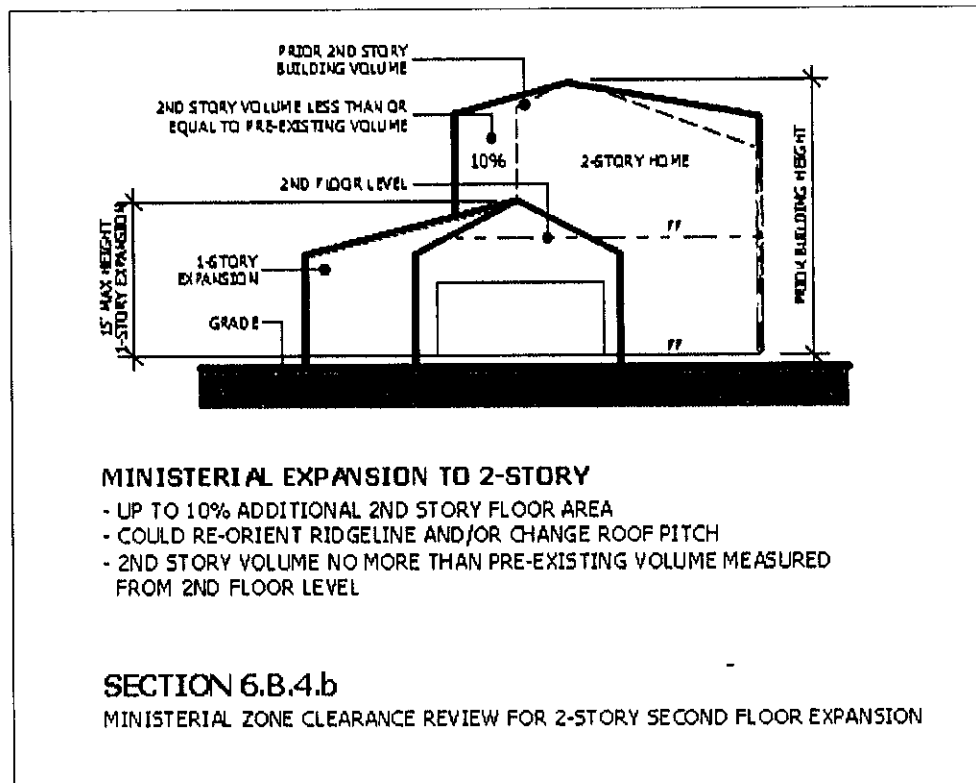 PRIOR 2ND STORY
BUILDING VOLUME
2ND STORY VOLUME LESS THAN OR
EQUAL TO PRE-EXISTING VOLUME
10%
2-STORY HOME
2ND FLOOR LEVEL
FF
1-STORY
EXPANSION
GRADE
FF
15' MAX HEIGHT
1-STORY EXPANSION
PRIOR BUILDING HEIGHT
MINISTERIAL EXPANSION TO 2-STORY
- UP TO 10% ADDITIONAL 2ND STORY FLOOR AREA
- COULD RE-ORIENT RIDGELINE AND/OR CHANGE ROOF PITCH
- 2ND STORY VOLUME NO MORE THAN PRE-EXISTING VOLUME MEASURED
FROM 2ND FLOOR LEVEL
SECTION 6.B.4.b
MINISTERIAL ZONE CLEARANCE REVIEW FOR 2-STORY SECOND FLOOR EXPANSION